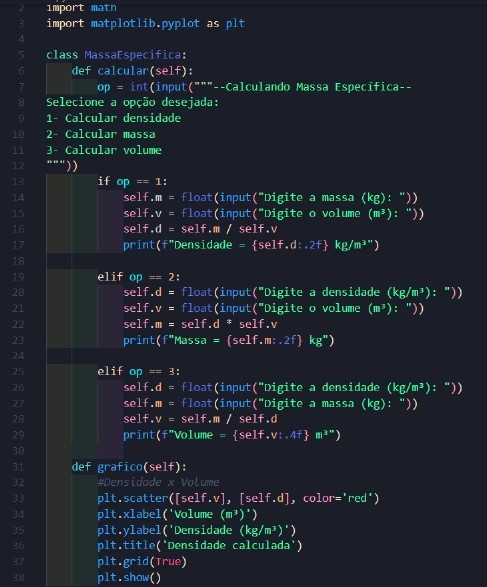 2 import math
3 import matplotlib.pyplot as plt
4
5 class MassaEspecifica:
6     def calcular(self):
7         op = int(input("""--Calculando Massa Específica--
8 Selecione a opção desejada:
9 1- Calcular densidade
10 2- Calcular massa
11 3- Calcular volume
12 """))
13         if op == 1:
14             self.m = float(input("Digite a massa (kg): "))
15             self.v = float(input("Digite o volume (m³): "))
16             self.d = self.m / self.v
17             print(f"Densidade = {self.d:.2f} kg/m³")
18
19         elif op == 2:
20             self.d = float(input("Digite a densidade (kg/m³): "))
21             self.v = float(input("Digite o volume (m³): "))
22             self.m = self.d * self.v
23             print(f"Massa = {self.m:.2f} kg")
24
25         elif op == 3:
26             self.d = float(input("Digite a densidade (kg/m³): "))
27             self.m = float(input("Digite a massa (kg): "))
28             self.v = self.m / self.d
29             print(f"Volume = {self.v:.4f} m³")
30
31     def grafico(self):
32         #Densidade x Volume
33         plt.scatter([self.v], [self.d], color='red')
34         plt.xlabel('Volume (m³)')
35         plt.ylabel('Densidade (kg/m³)')
36         plt.title('Densidade calculada')
37         plt.grid(True)
38         plt.show()